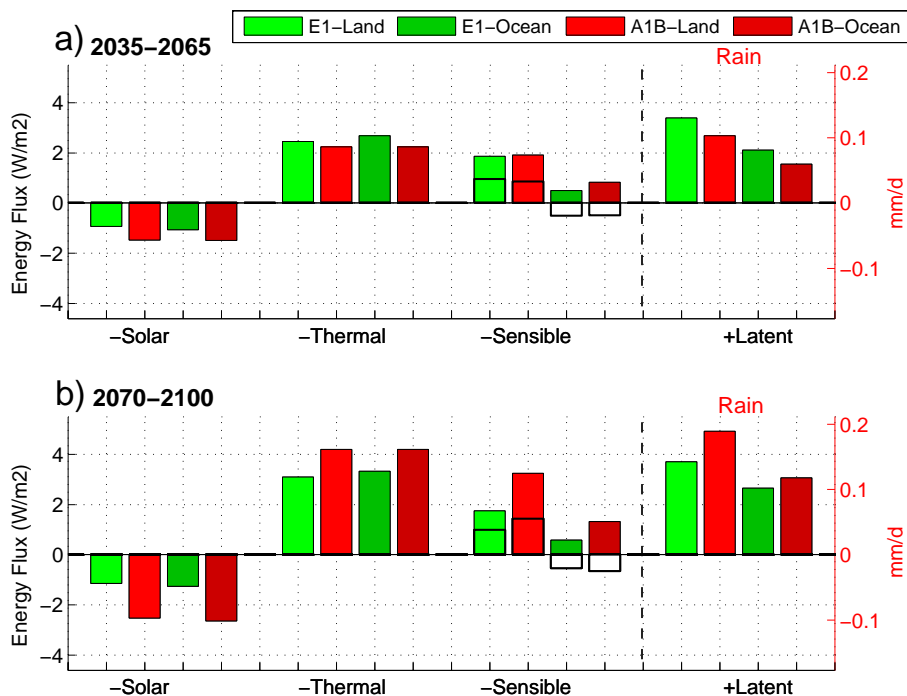 E1−Land E1−Ocean A1B−Land A1B−Ocean
a) 2035−2065
Rain
Energy Flux (W/m2)
4
2
0
−2
−4
0.2
0.1
0
−0.1
mm/d
−Solar −Thermal −Sensible +Latent
b) 2070−2100
Rain
Energy Flux (W/m2)
4
2
0
−2
−4
0.2
0.1
0
−0.1
mm/d
−Solar −Thermal −Sensible +Latent